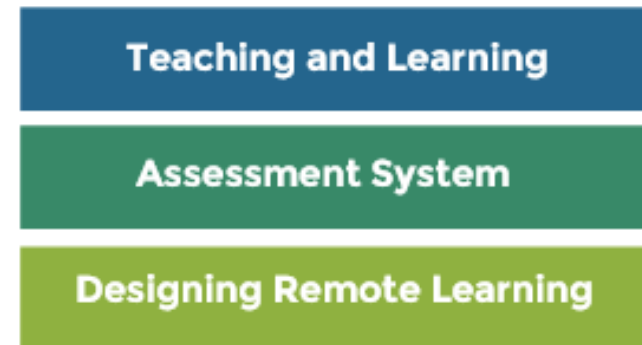 Teaching and Learning
Assessment System
Designing Remote Learning